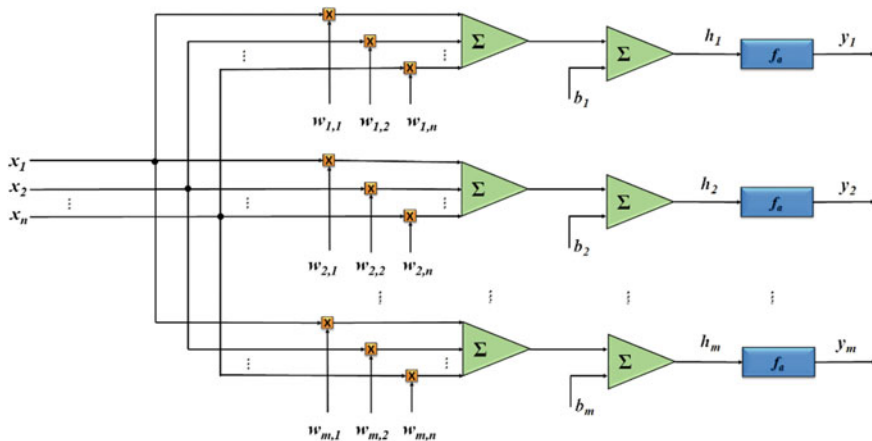 x1
x2
⋮
xn
X
X
⋮
X
w1,1
w1,2
w1,n
⋮
Σ
Σ
b1
h1
fa
y1
X
X
⋮
X
w2,1
w2,2
w2,n
⋮
Σ
Σ
b2
h2
fa
y2
⋮
⋮
⋮
⋮
X
X
⋮
X
wm,1
wm,2
wm,n
⋮
Σ
Σ
bm
hm
fa
ym